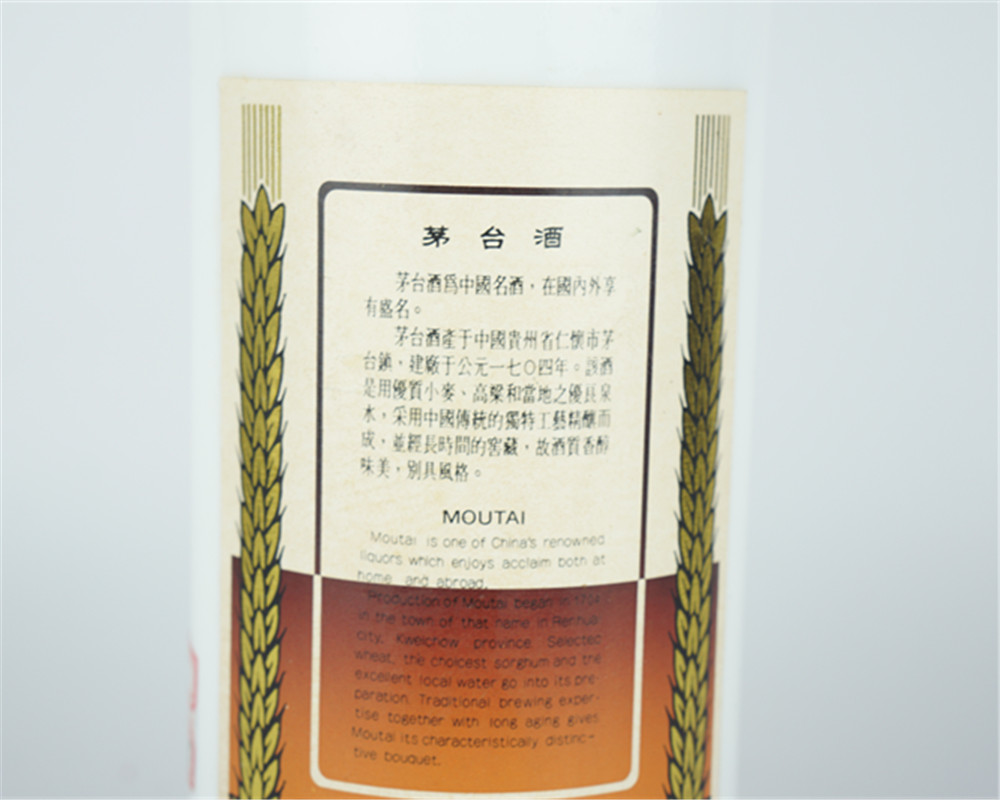 茅台酒
茅台酒爲中國名酒，在國內外享
有盛名。
茅台酒產于中國貴州省仁懷市茅
台鎮，建廠于公元一七〇四年。該酒
是用優質小麥、高粱和當地之優良泉
水，采用中國傳統的獨特工藝精釀而
成，並經長時間的窖藏，故酒質香醇
味美，別具風格。
MOUTAI
Moutai is one of China's renowned
liquors which enjoys acclaim both at
home and abroad.
Production of Moutai began in 1704
in the town of that name in Renhuai
city, Kweichow province. Selected
wheat, the choicest sorghum and the
excellent local water go into its pre-
paration. Traditional brewing exper-
tise together with long aging gives
Moutai its characteristically distinc-
tive bouquet.